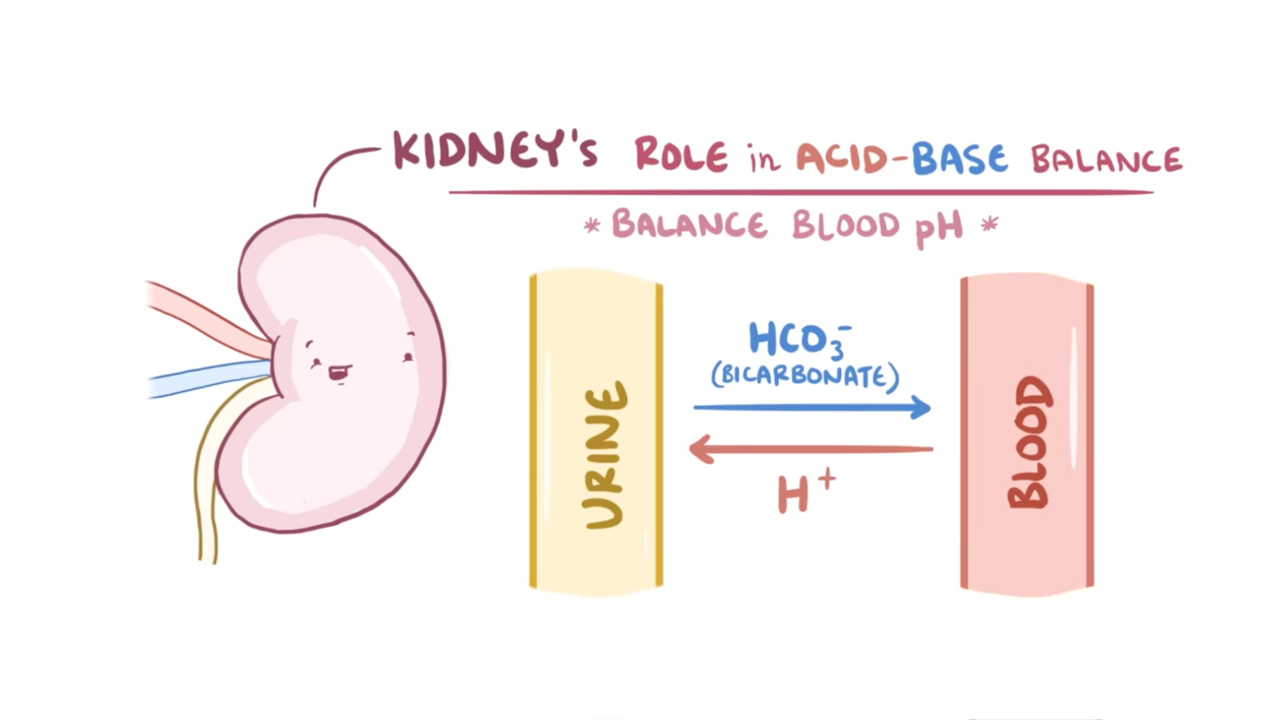 KIDNEY's ROLE in ACID-BASE BALANCE
* BALANCE BLOOD pH *
HCO₃⁻
(BICARBONATE)
H⁺
URINE
BLOOD